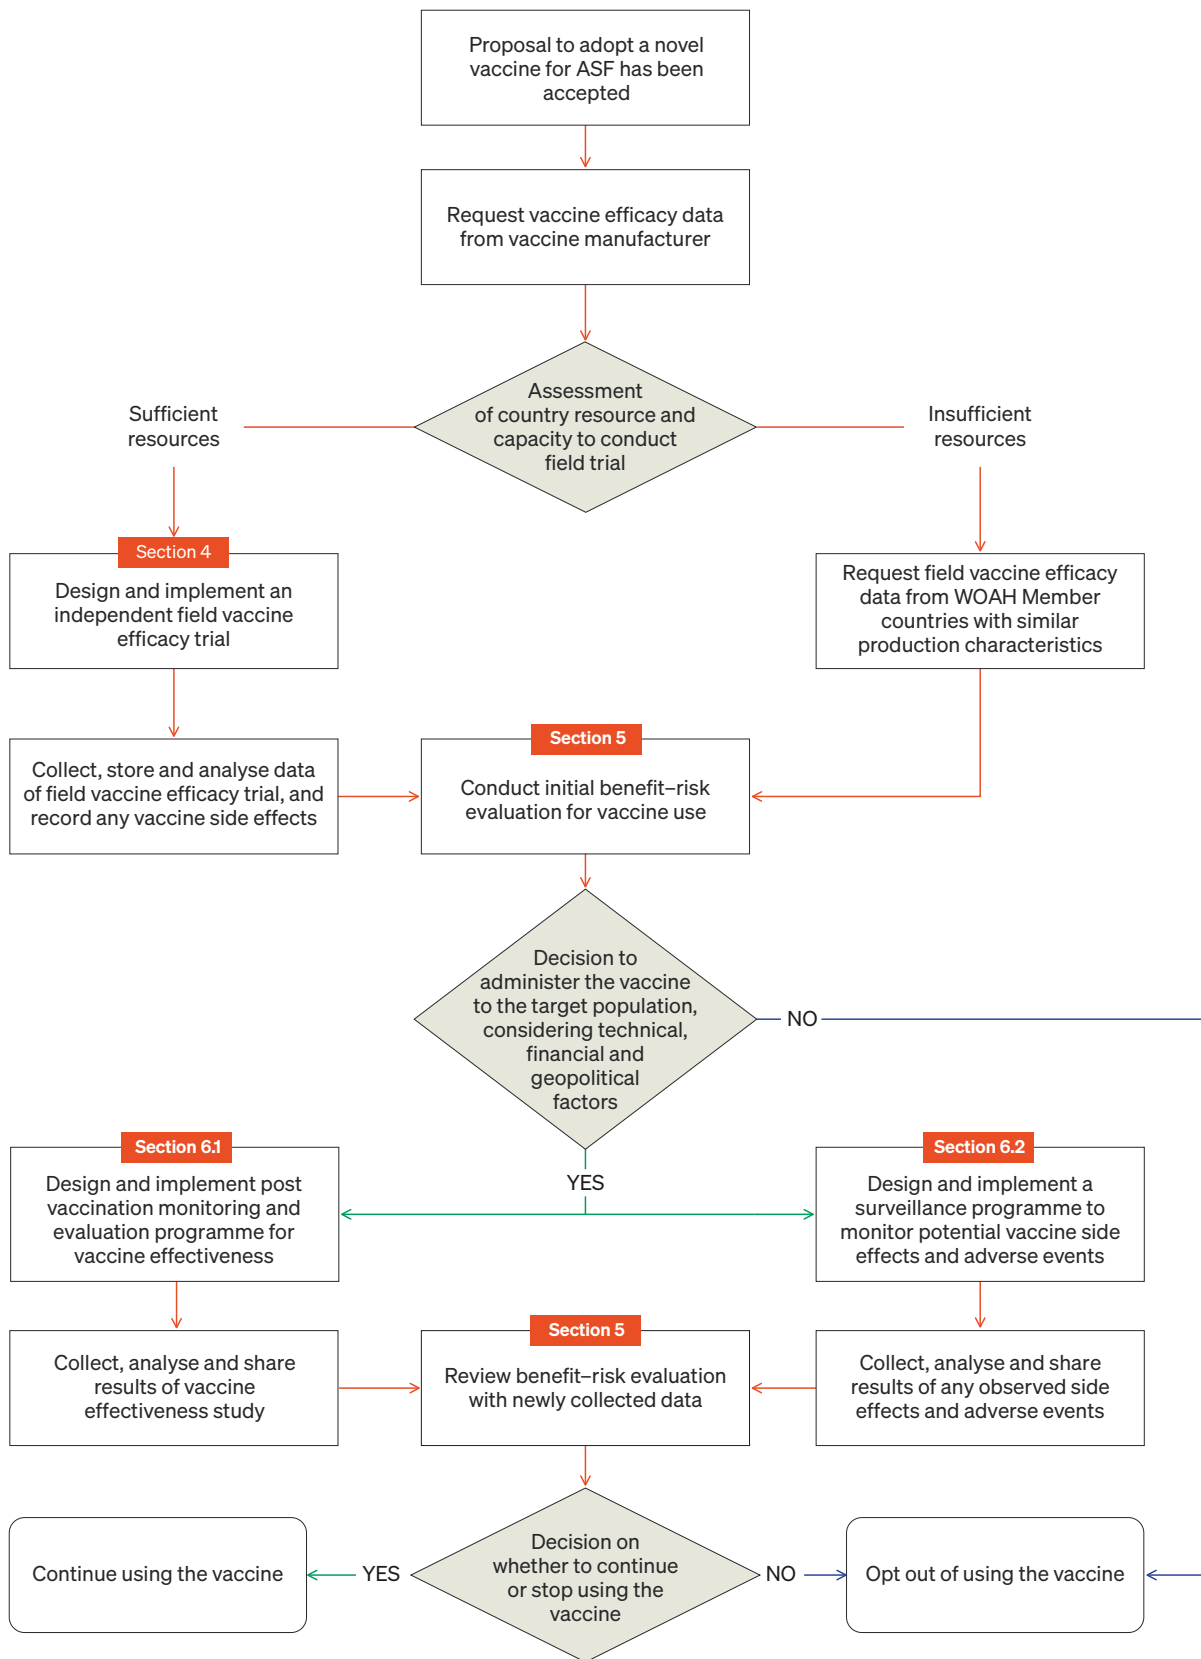 Proposal to adopt a novel
vaccine for ASF has been
accepted
Request vaccine efficacy data
from vaccine manufacturer
Assessment
of country resource and
capacity to conduct
field trial
Sufficient
resources
Insufficient
resources
Section 4
Design and implement an
independent field vaccine
efficacy trial
Request field vaccine efficacy
data from WOAH Member
countries with similar
production characteristics
Collect, store and analyse data
of field vaccine efficacy trial, and
record any vaccine side effects
Section 5
Conduct initial benefit–risk
evaluation for vaccine use
Decision to
administer the vaccine
to the target population,
considering technical,
financial and
geopolitical
factors
NO
YES
Section 6.1
Design and implement post
vaccination monitoring and
evaluation programme for
vaccine effectiveness
Section 6.2
Design and implement a
surveillance programme to
monitor potential vaccine side
effects and adverse events
Collect, analyse and share
results of vaccine
effectiveness study
Section 5
Review benefit–risk evaluation
with newly collected data
Collect, analyse and share
results of any observed side
effects and adverse events
Decision on
whether to continue
or stop using the
vaccine
YES
Continue using the vaccine
NO
Opt out of using the vaccine